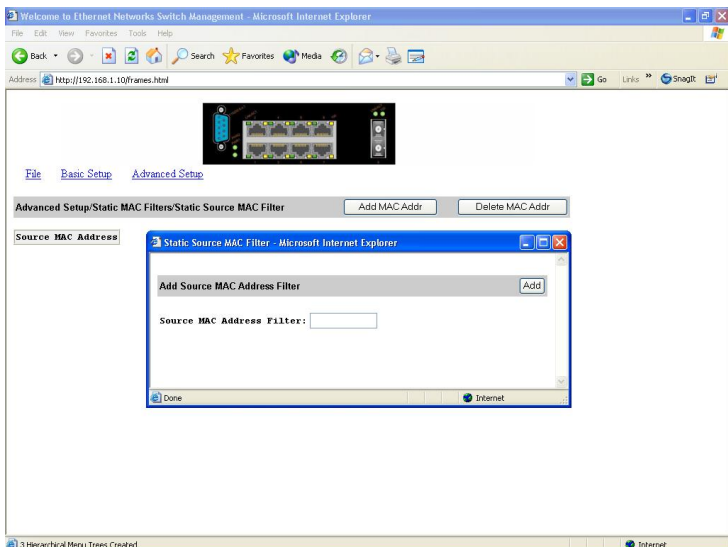 Welcome to Ethernet Networks Switch Management - Microsoft Internet Explorer
File Edit View Favorites Tools Help
Back Search Favorites Media
Address http://192.168.1.10/frames.html Go Links » SnagIt
File Basic Setup Advanced Setup
Advanced Setup/Static MAC Filters/Static Source MAC Filter Add MAC Addr Delete MAC Addr
Source MAC Address
Static Source MAC Filter - Microsoft Internet Explorer
Add Source MAC Address Filter Add
Source MAC Address Filter:
Done Internet
3 Hierarchical Menu Trees Created Internet